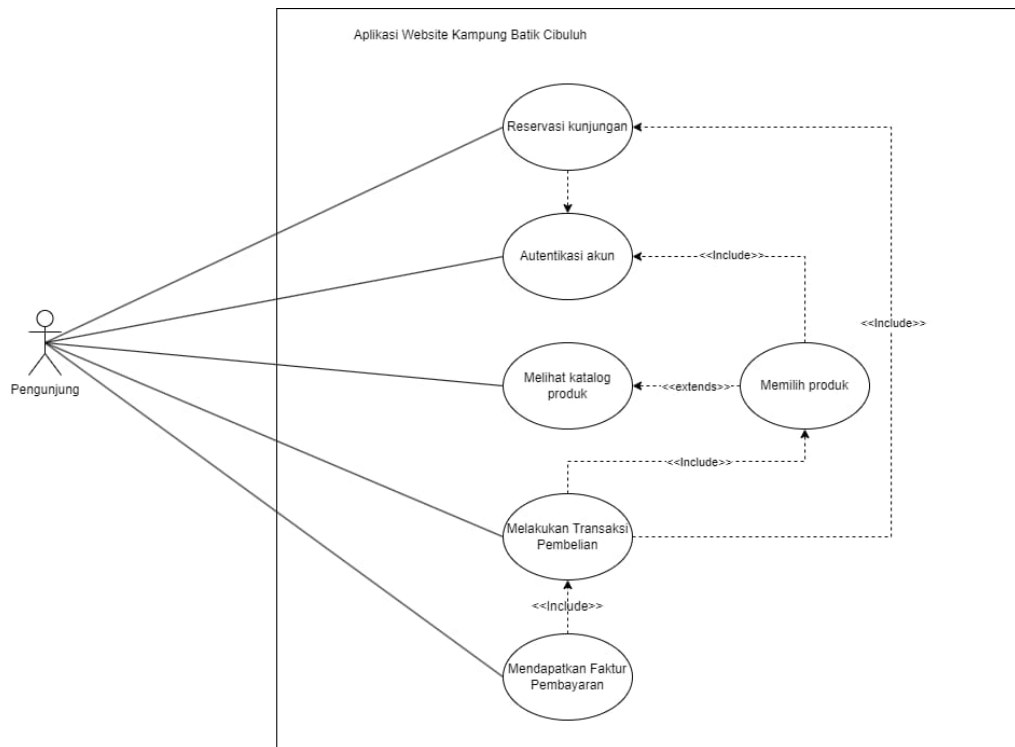 Aplikasi Website Kampung Batik Cibuluh
Reservasi kunjungan
Autentikasi akun
<<Include>>
<<Include>>
Pengunjung
Melihat katalog
produk
<<extends>>
Memilih produk
<<Include>>
Melakukan Transaksi
Pembelian
<<Include>>
Mendapatkan Faktur
Pembayaran